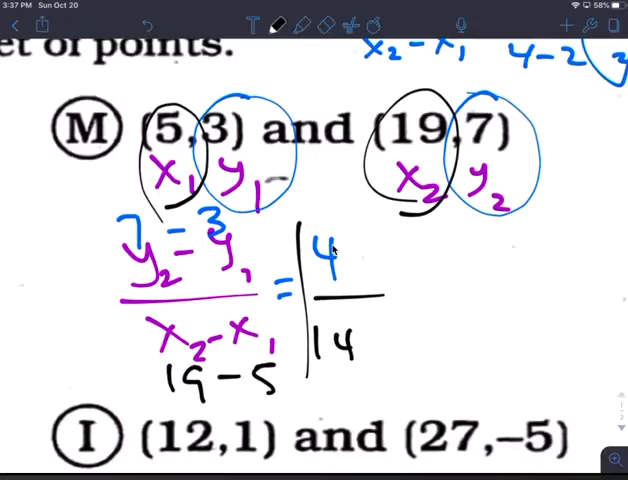 3:37 PM Sun Oct 20 58%
et of points.
x₂-x₁ 4-2
M (5,3) and (19,7)
x₁ y₁ - x₂ y₂
7-3
y₂-y₁ = 4
x₂-x₁ 14
19-5
I (12,1) and (27,–5)